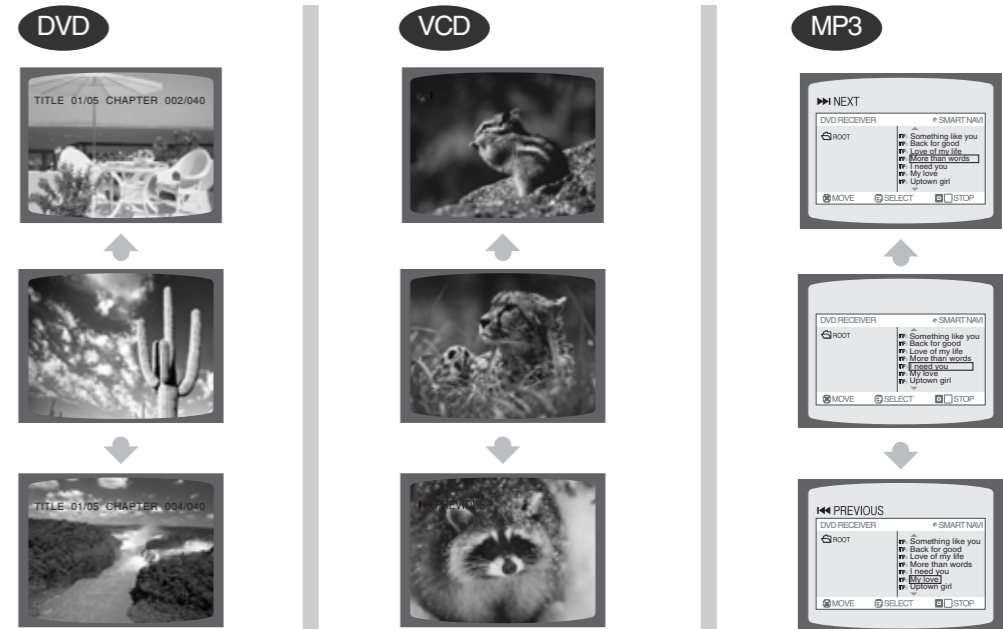 DVD
TITLE 01/05 CHAPTER 002/040
TITLE 01/05 CHAPTER 004/040
VCD
PREVIOUS
MP3
NEXT
DVD RECEIVER SMART NAVI
ROOT
Something like you
Back for good
Love of my life
More than words
I need you
My love
Uptown girl
MOVE SELECT STOP
DVD RECEIVER SMART NAVI
ROOT
Something like you
Back for good
Love of my life
More than words
I need you
My love
Uptown girl
MOVE SELECT STOP
PREVIOUS
DVD RECEIVER SMART NAVI
ROOT
Something like you
Back for good
Love of my life
More than words
I need you
My love
Uptown girl
MOVE SELECT STOP